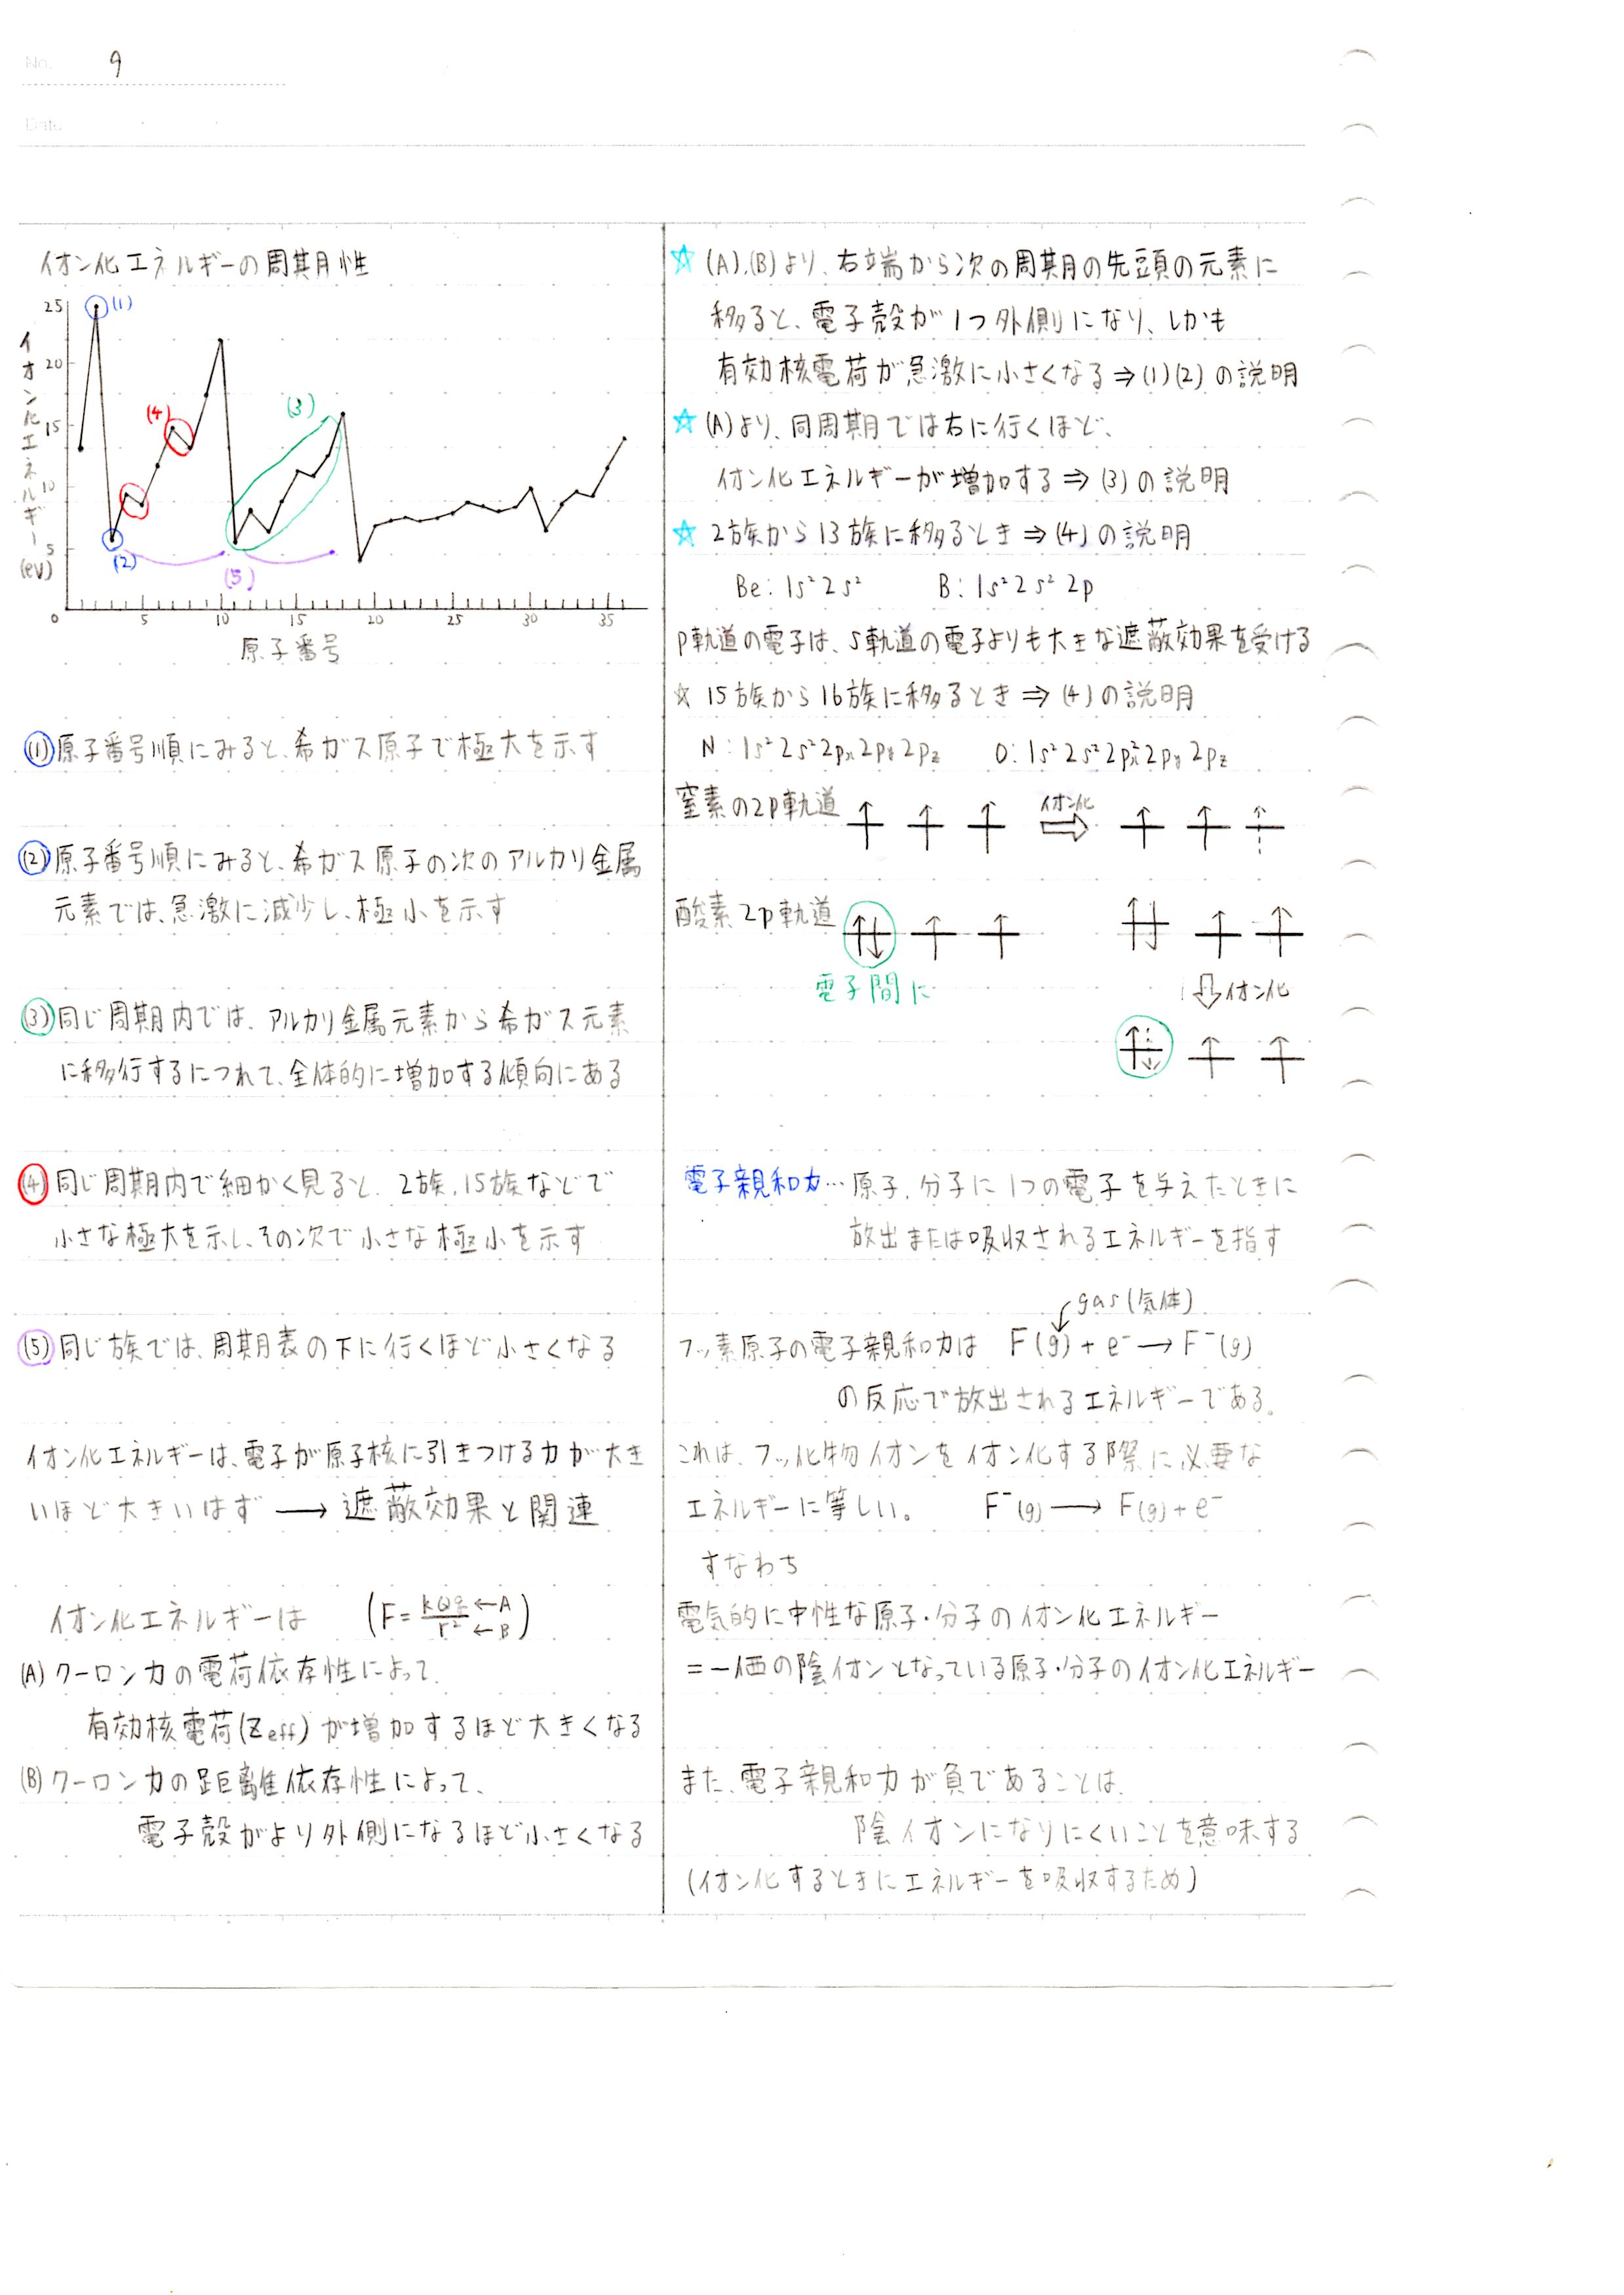 No. 9
Date
イオン化エネルギーの周期性
25
20
15
10
5
0
イオン化エネルギー(eV)
(1)
(2)
(3)
(4)
(5)
5 10 15 20 25 30 35
原子番号
(1)原子番号順にみると、希ガス原子で極大を示す
(2)原子番号順にみると、希ガス原子の次のアルカリ金属
元素では、急激に減少し、極小を示す
(3)同じ周期内では、アルカリ金属元素から希ガス元素
に移行するにつれて、全体的に増加する傾向にある
(4)同じ周期内で細かく見ると、2族、15族などで
小さな極大を示し、その次で小さな極小を示す
(5)同じ族では、周期表の下に行くほど小さくなる
イオン化エネルギーは、電子が原子核に引きつける力が大き
いほど大きいはず → 遮蔽効果と関連
イオン化エネルギーは (F=kQq/r² ←A ←B)
(A)クーロン力の電荷依存性によって、
有効核電荷(Zeff)が増加するほど大きくなる
(B)クーロン力の距離依存性によって、
電子殻がより外側になるほど小さくなる
☆(A),(B)より、右端から次の周期の先頭の元素に
移ると、電子殻が1つ外側になり、しかも
有効核電荷が急激に小さくなる⇒(1)(2)の説明
☆(A)より、同周期では右に行くほど、
イオン化エネルギーが増加する⇒(3)の説明
☆2族から13族に移るとき⇒(4)の説明
Be: 1s²2s² B: 1s²2s²2p
p軌道の電子は、s軌道の電子よりも大きな遮蔽効果を受ける
☆15族から16族に移るとき⇒(4)の説明
N: 1s²2s²2px2py2pz O: 1s²2s²2px²2py2pz
窒素の2p軌道 イオン化
酸素2p軌道
電子間に
イオン化
電子親和力…原子、分子に1つの電子を与えたときに
放出または吸収されるエネルギーを指す
gas(気体)
フッ素原子の電子親和力は F(g)+e⁻→F⁻(g)
の反応で放出されるエネルギーである。
これは、フッ化物イオンをイオン化する際に必要な
エネルギーに等しい。 F⁻(g)→F(g)+e⁻
すなわち
電気的に中性な原子・分子のイオン化エネルギー
=一価の陰イオンとなっている原子・分子のイオン化エネルギー
また、電子親和力が負であることは、
陰イオンになりにくいことを意味する
(イオン化するときにエネルギーを吸収するため)